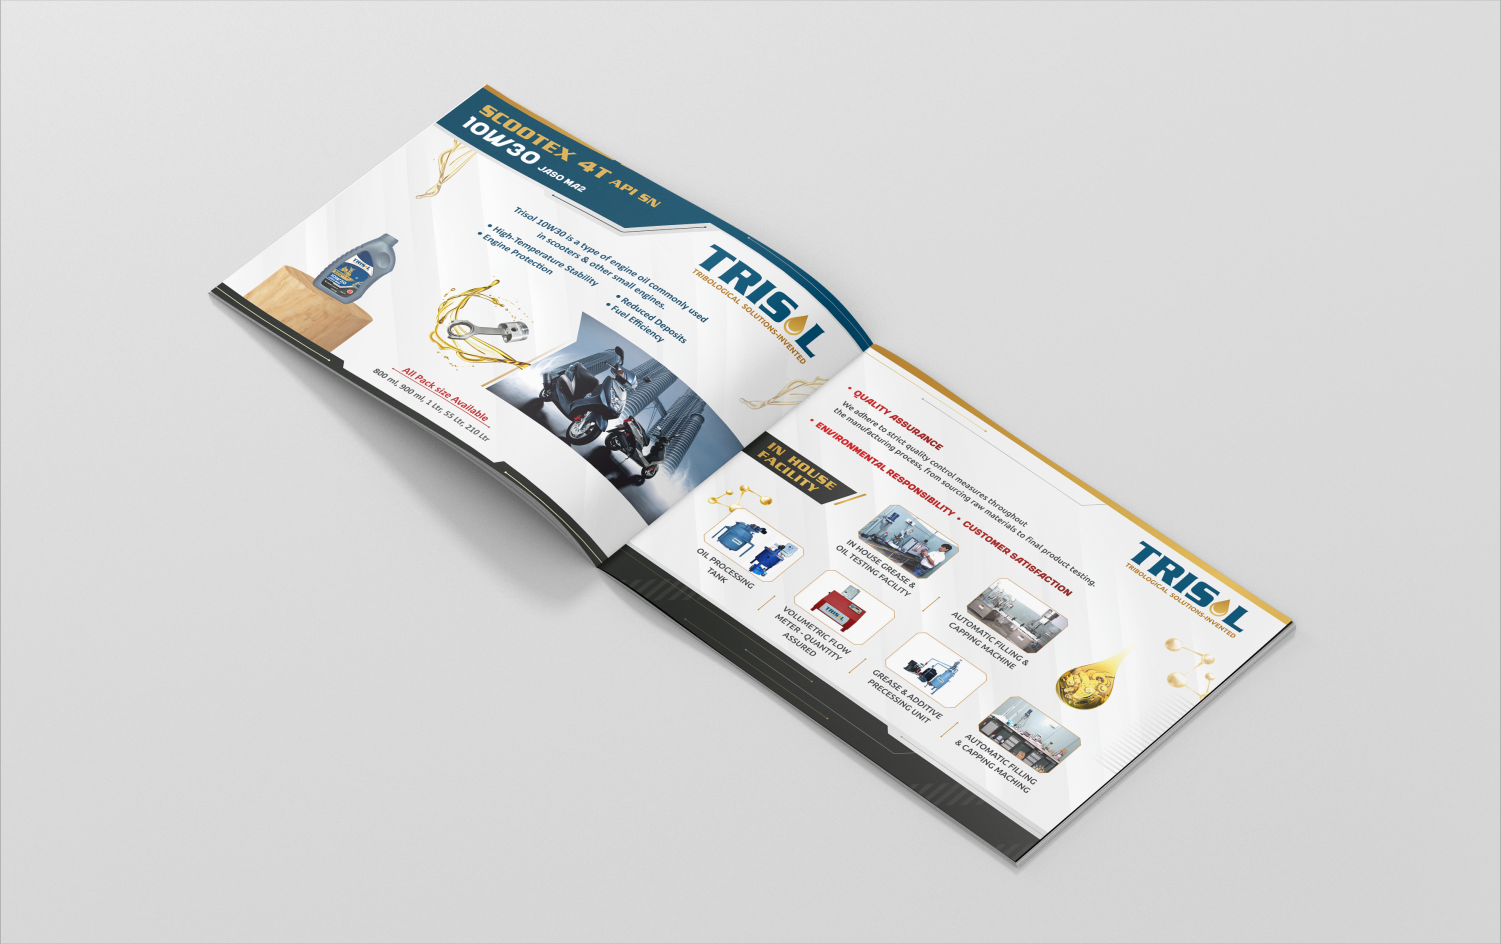 SCOOTEX 4T API SN
10W30 JASO MA2
Trisol 10W30 is a type of engine oil commonly used
in scooters & other small engines.
• High-Temperature Stability
• Engine Protection
• Reduced Deposits
• Fuel Efficiency
TRISOL
TRIBOLOGICAL SOLUTIONS-INVENTED
All Pack size Available
800 ml, 900 ml, 1 Ltr, 55 Ltr, 210 Ltr
• QUALITY ASSURANCE
We adhere to strict quality control measures throughout
the manufacturing process, from sourcing raw materials to final product testing.
• ENVIRONMENTAL RESPONSIBILITY • CUSTOMER SATISFACTION
IN HOUSE
FACILITY
TRISOL
TRIBOLOGICAL SOLUTIONS-INVENTED
OIL PROCESSING
TANK
IN HOUSE GREASE &
OIL TESTING FACILITY
VOLUMETRIC FLOW
METER - QUANTITY
ASSURED
AUTOMATIC FILLING &
CAPPING MACHINE
GREASE & ADDITIVE
PRECESSING UNIT
AUTOMATIC FILLING
& CAPPING MACHING